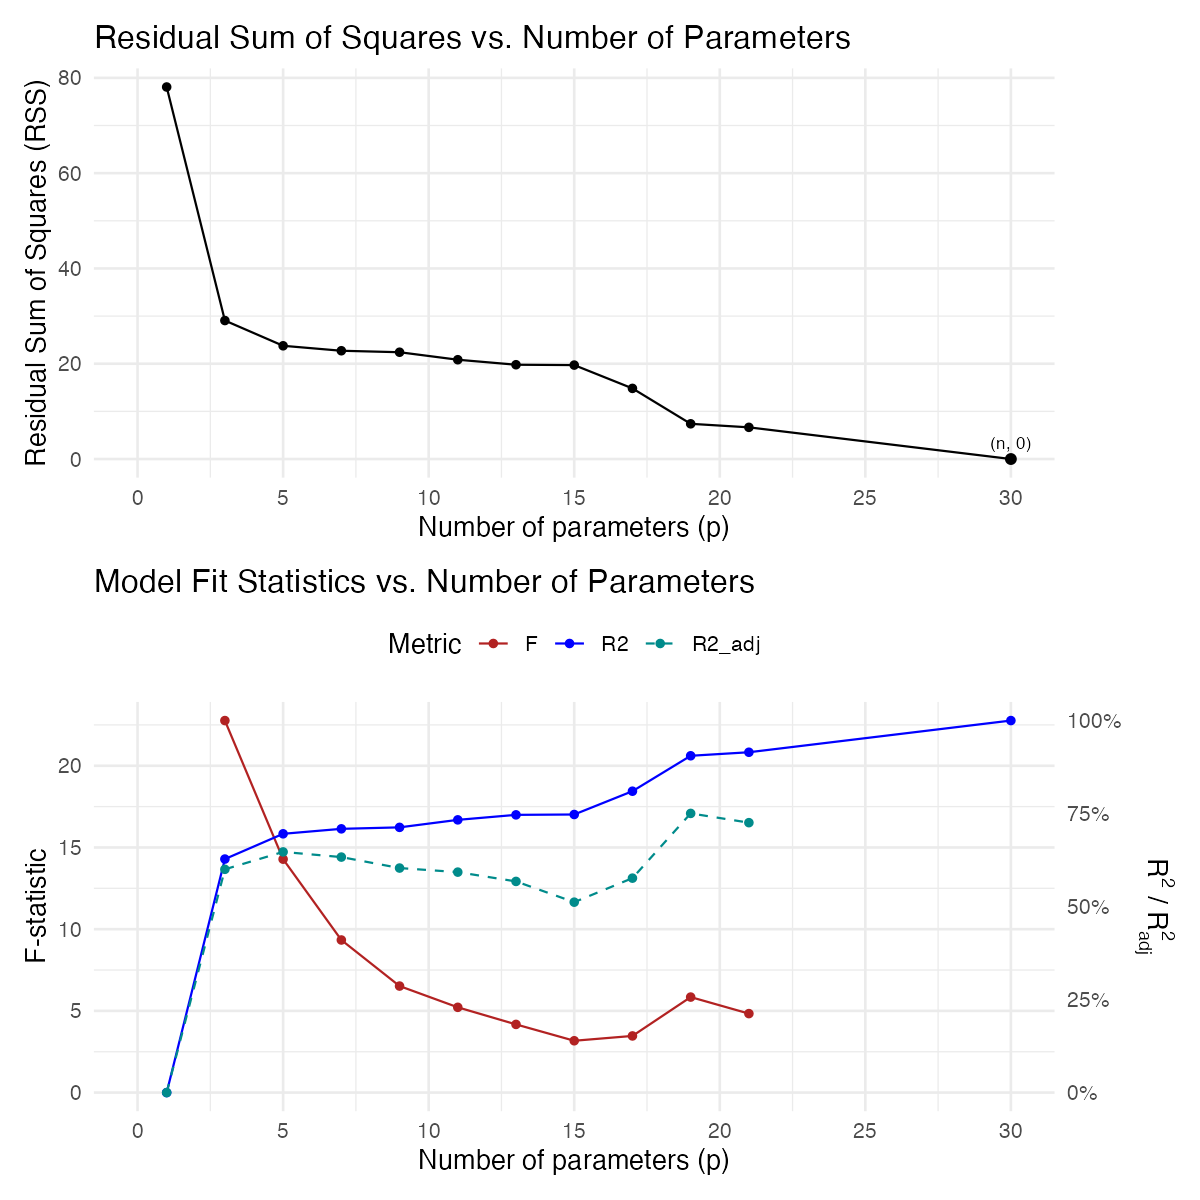 Residual Sum of Squares vs. Number of Parameters
Residual Sum of Squares (RSS)
80
60
40
20
0
(n, 0)
0 5 10 15 20 25 30
Number of parameters (p)
Model Fit Statistics vs. Number of Parameters
Metric F R2 R2_adj
F-statistic
20
15
10
5
0
100%
75%
50%
25%
0%
R² / R²adj
0 5 10 15 20 25 30
Number of parameters (p)